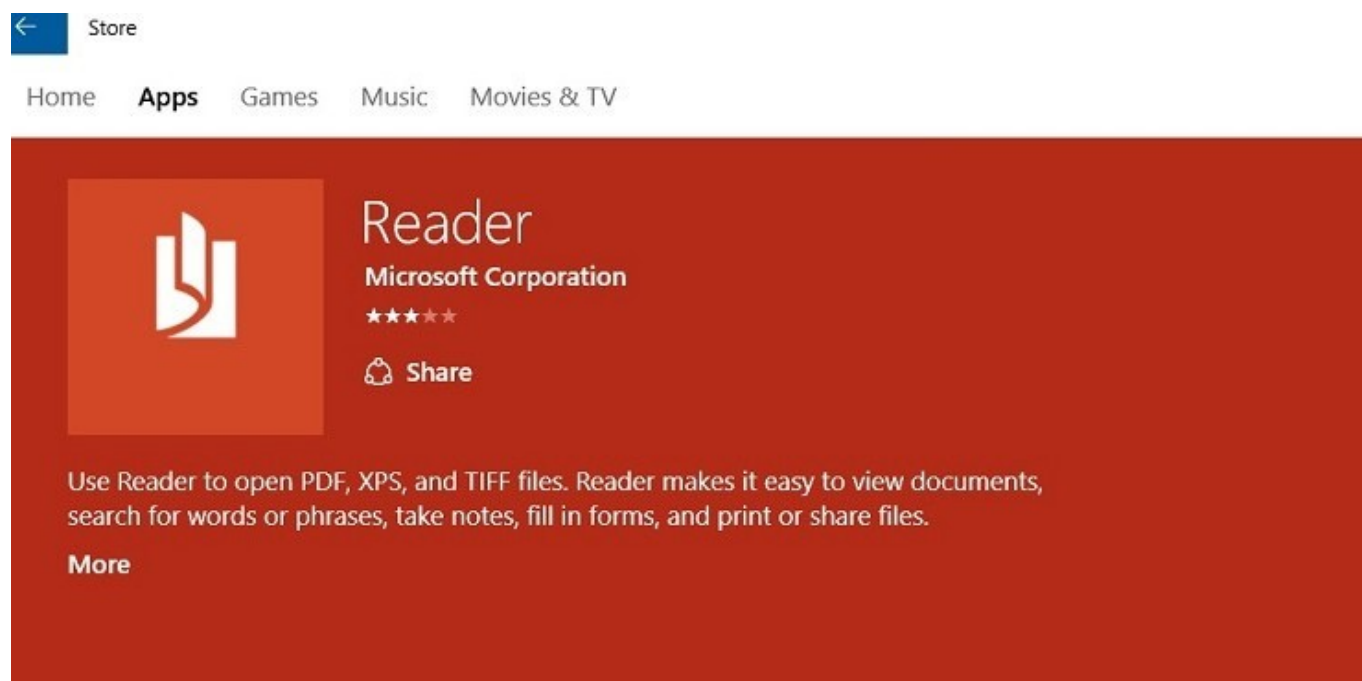 Store
Home Apps Games Music Movies & TV
Reader
Microsoft Corporation
Share
Use Reader to open PDF, XPS, and TIFF files. Reader makes it easy to view documents,
search for words or phrases, take notes, fill in forms, and print or share files.
More